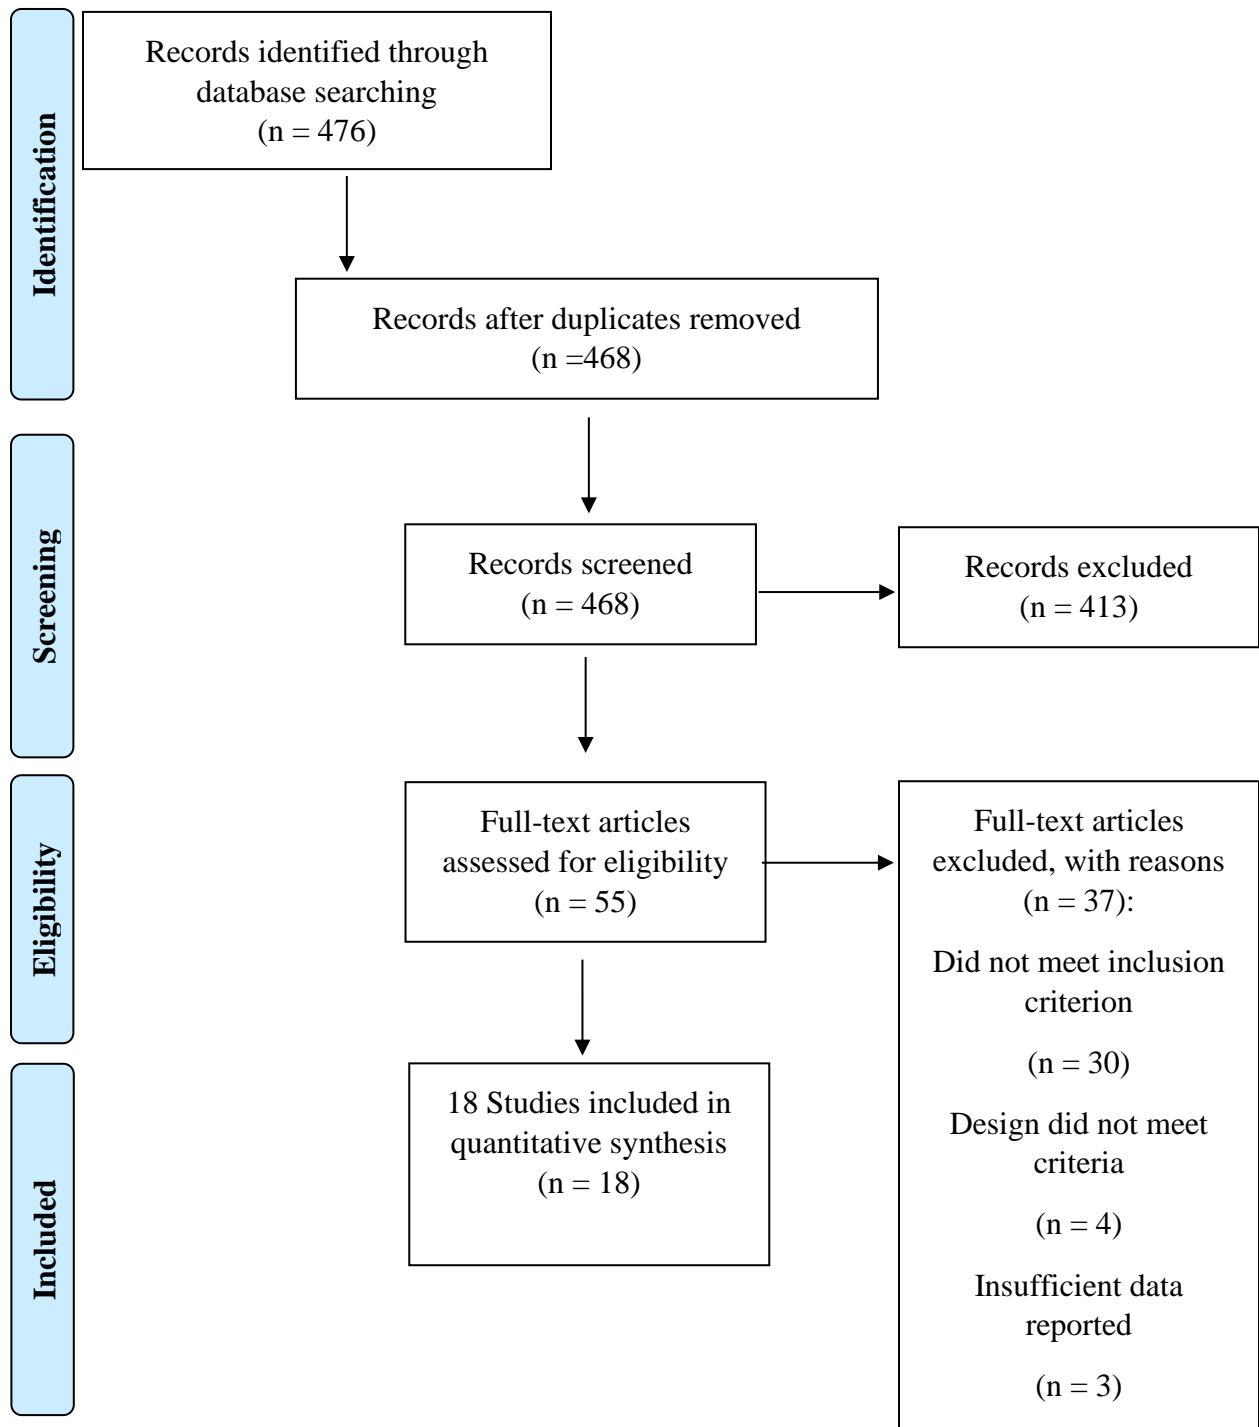 Identification
Records identified through
database searching
(n = 476)
Records after duplicates removed
(n =468)
Screening
Records screened
(n = 468)
Records excluded
(n = 413)
Eligibility
Full-text articles
assessed for eligibility
(n = 55)
Full-text articles
excluded, with reasons
(n = 37):
Did not meet inclusion
criterion
(n = 30)
Design did not meet
criteria
(n = 4)
Insufficient data
reported
(n = 3)
Included
18 Studies included in
quantitative synthesis
(n = 18)